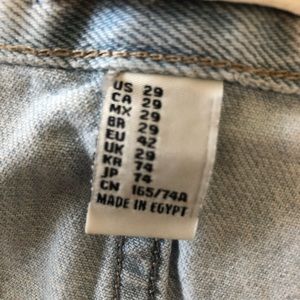 US 29
CA 29
MX 29
BR 29
EU 42
UK 29
KR 74
JP 74
CN 165/74A
MADE IN EGYPT